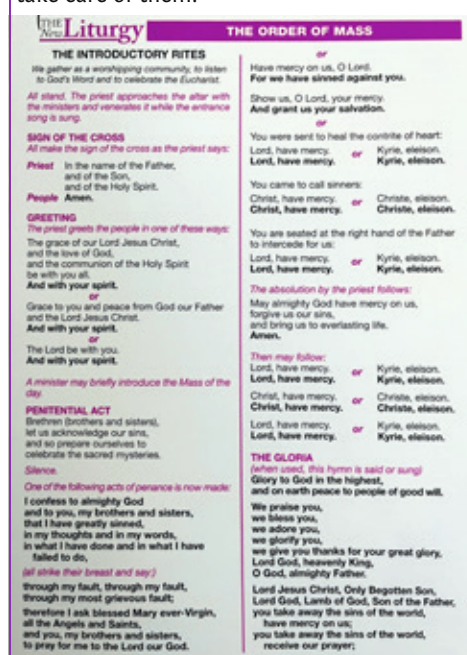 take care of them.
THE New Liturgy
THE ORDER OF MASS
THE INTRODUCTORY RITES
We gather as a worshipping community, to listen
to God's Word and to celebrate the Eucharist.
All stand. The priest approaches the altar with
the ministers and venerates it while the entrance
song is sung.
SIGN OF THE CROSS
All make the sign of the cross as the priest says:
Priest In the name of the Father,
and of the Son,
and of the Holy Spirit.
People Amen.
GREETING
The priest greets the people in one of these ways:
The grace of our Lord Jesus Christ,
and the love of God,
and the communion of the Holy Spirit
be with you all.
And with your spirit.
or
Grace to you and peace from God our Father
and the Lord Jesus Christ.
And with your spirit.
or
The Lord be with you.
And with your spirit.
A minister may briefly introduce the Mass of the
day.
PENITENTIAL ACT
Brethren (brothers and sisters),
let us acknowledge our sins,
and so prepare ourselves to
celebrate the sacred mysteries.
Silence.
One of the following acts of penance is now made:
I confess to almighty God
and to you, my brothers and sisters,
that I have greatly sinned,
in my thoughts and in my words,
in what I have done and in what I have
failed to do,
(all strike their breast and say:)
through my fault, through my fault,
through my most grievous fault;
therefore I ask blessed Mary ever-Virgin,
all the Angels and Saints,
and you, my brothers and sisters,
to pray for me to the Lord our God.
or
Have mercy on us, O Lord.
For we have sinned against you.
Show us, O Lord, your mercy.
And grant us your salvation.
or
You were sent to heal the contrite of heart:
Lord, have mercy. or Kyrie, eleison.
Lord, have mercy. Kyrie, eleison.
You came to call sinners:
Christ, have mercy. or Christe, eleison.
Christ, have mercy. Christe, eleison.
You are seated at the right hand of the Father
to intercede for us:
Lord, have mercy. or Kyrie, eleison.
Lord, have mercy. Kyrie, eleison.
The absolution by the priest follows:
May almighty God have mercy on us,
forgive us our sins,
and bring us to everlasting life.
Amen.
Then may follow:
Lord, have mercy. or Kyrie, eleison.
Lord, have mercy. Kyrie, eleison.
Christ, have mercy. or Christe, eleison.
Christ, have mercy. Christe, eleison.
Lord, have mercy. or Kyrie, eleison.
Lord, have mercy. Kyrie, eleison.
THE GLORIA
(when used, this hymn is said or sung)
Glory to God in the highest,
and on earth peace to people of good will.
We praise you,
we bless you,
we adore you,
we glorify you,
we give you thanks for your great glory,
Lord God, heavenly King,
O God, almighty Father.
Lord Jesus Christ, Only Begotten Son,
Lord God, Lamb of God, Son of the Father,
you take away the sins of the world,
have mercy on us;
you take away the sins of the world,
receive our prayer;